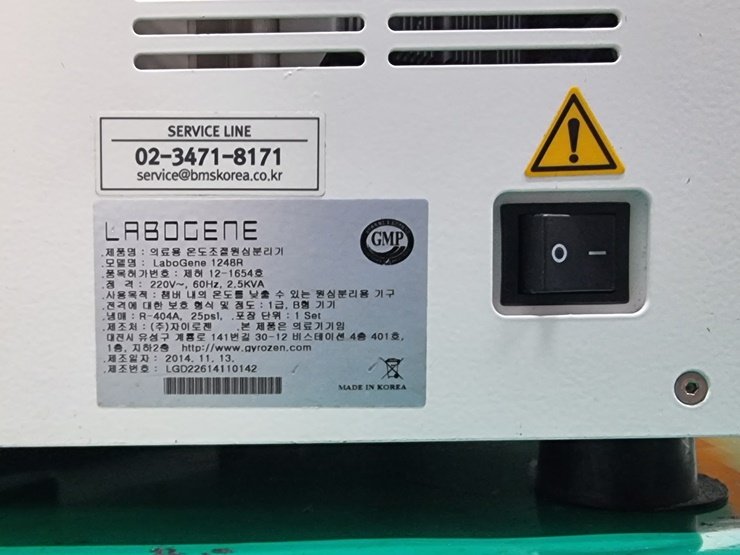 SERVICE LINE
02-3471-8171
service@bmskorea.co.kr
LABOGENE
.제품명 : 의료용 온도조절원심분리기
.모델명 : LaboGene 1248R
.품목허가번호 : 제허 12-1654호
.정 격 : 220V~, 60Hz, 2.5KVA
.사용목적 : 챔버 내의 온도를 낮출 수 있는 원심분리용 기구
.전격에 대한 보호 형식 및 정도 : 1급, B형 기기
.냉매 : R-404A, 25psi, .포장 단위 : 1 Set
.제조처 : (주)자이로젠 .본 제품은 의료기기임
대전시 유성구 계룡로 141번길 30-12 비스테이션 4층 401호,
1층, 지하2층 http://www.gyrozen.com
.제조일자 : 2014. 11. 13.
.제조번호 : LGD22614110142
GMP
MADE IN KOREA
O —